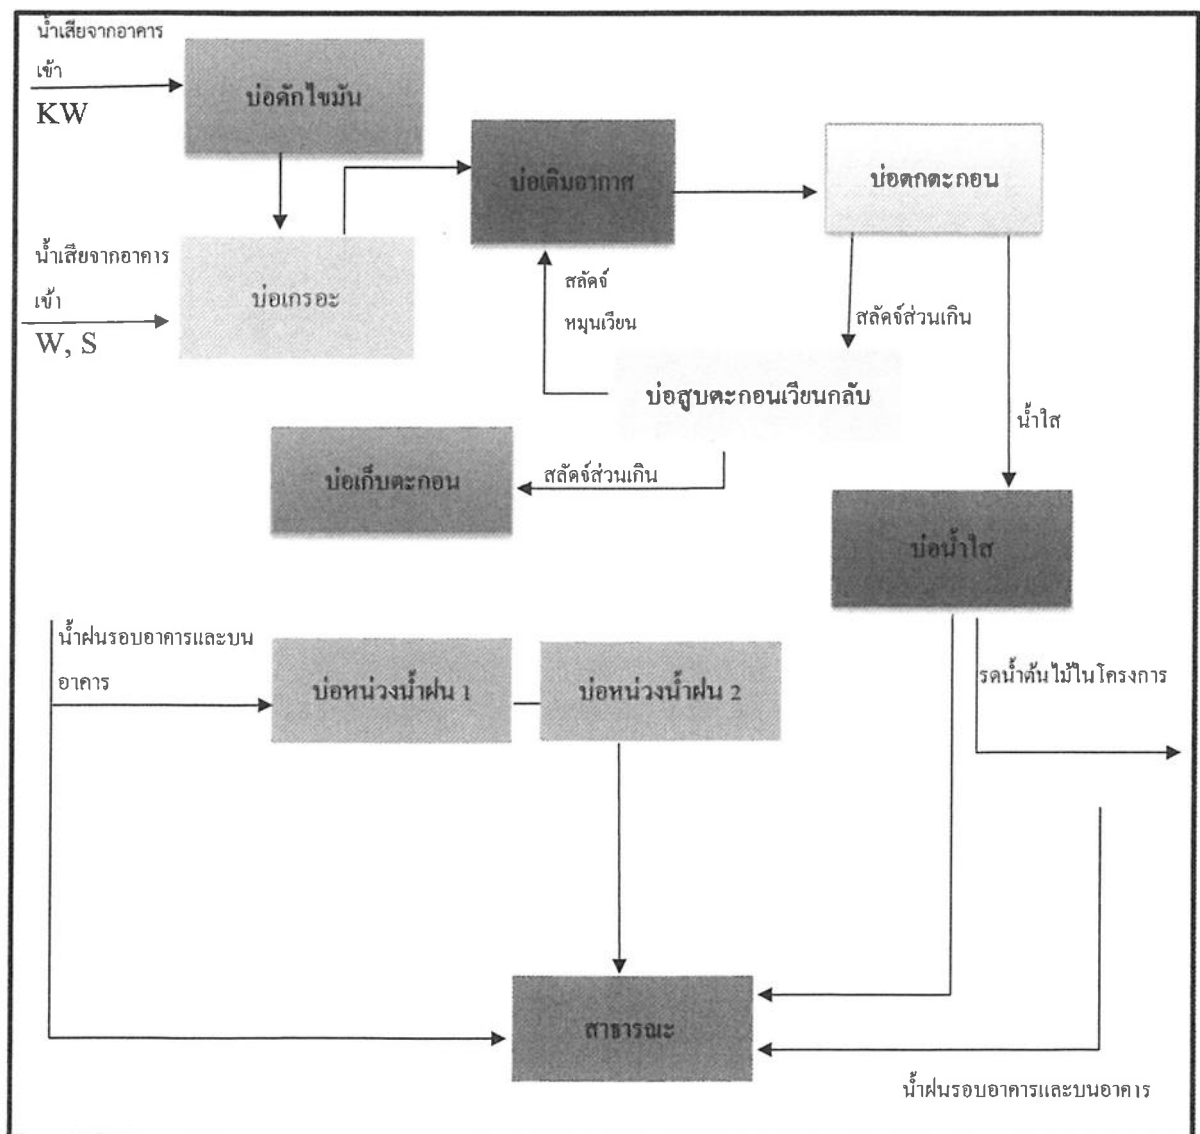 น้ำเสียจากอาคาร
เข้า
KW
บ่อดักไขมัน
บ่อเติมอากาศ
บ่อตกตะกอน
น้ำเสียจากอาคาร
เข้า
W, S
บ่อเกรอะ
สลัดจ์
หมุนเวียน
สลัดจ์ส่วนเกิน
บ่อสูบตะกอนเวียนกลับ
น้ำใส
บ่อเก็บตะกอน
สลัดจ์ส่วนเกิน
บ่อน้ำใส
น้ำฝนรอบอาคารและบน
อาคาร
บ่อหน่วงน้ำฝน 1
บ่อหน่วงน้ำฝน 2
รดน้ำต้นไม้ในโครงการ
สาธารณะ
น้ำฝนรอบอาคารและบนอาคาร